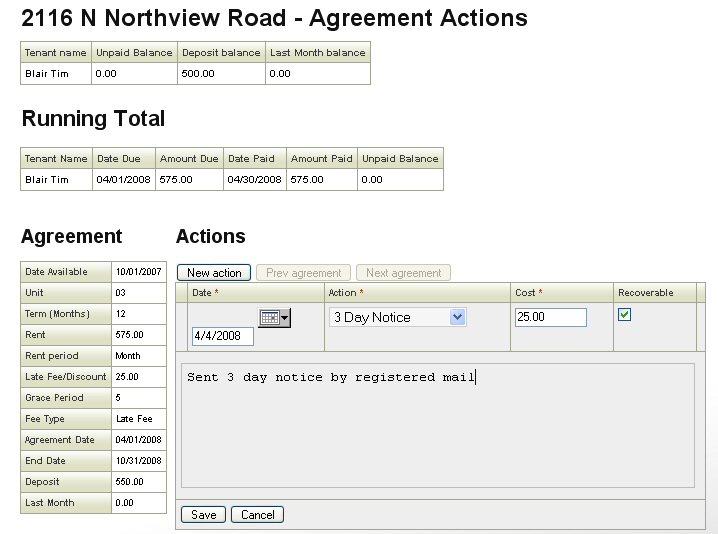 2116 N Northview Road - Agreement Actions
Tenant name Unpaid Balance Deposit balance Last Month balance
Blair Tim 0.00 500.00 0.00
Running Total
Tenant Name Date Due Amount Due Date Paid Amount Paid Unpaid Balance
Blair Tim 04/01/2008 575.00 04/30/2008 575.00 0.00
Agreement
Date Available 10/01/2007
Unit 03
Term (Months) 12
Rent 575.00
Rent period Month
Late Fee/Discount 25.00
Grace Period 5
Fee Type Late Fee
Agreement Date 04/01/2008
End Date 10/31/2008
Deposit 550.00
Last Month 0.00
Actions
New action Prev agreement Next agreement
Date * Action * Cost * Recoverable
4/4/2008 3 Day Notice 25.00
Sent 3 day notice by registered mail
Save Cancel